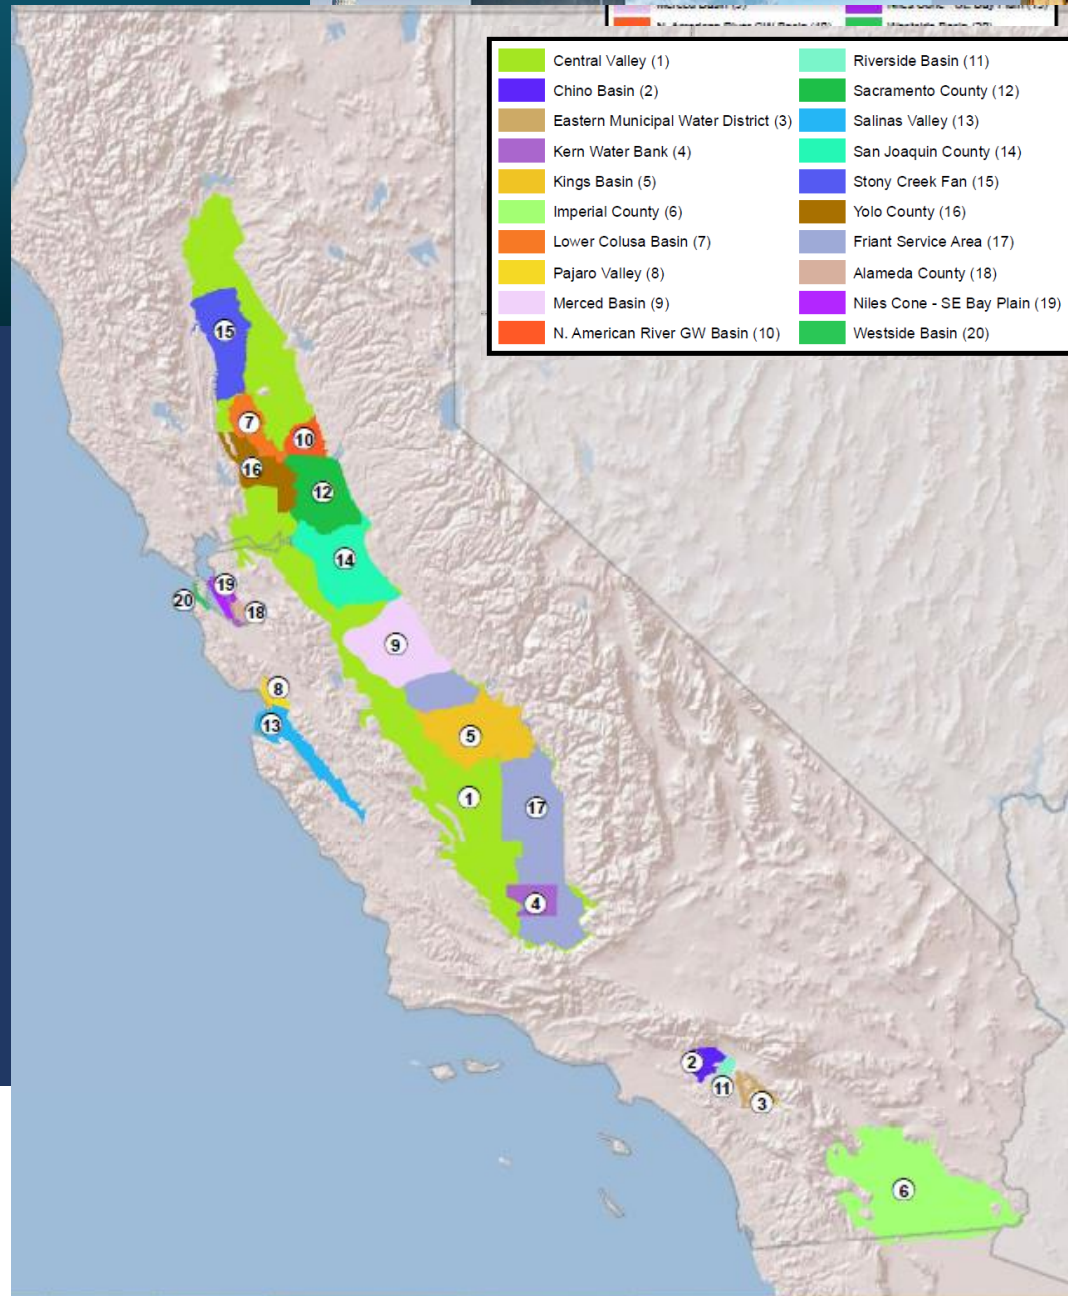 Central Valley (1)
Chino Basin (2)
Eastern Municipal Water District (3)
Kern Water Bank (4)
Kings Basin (5)
Imperial County (6)
Lower Colusa Basin (7)
Pajaro Valley (8)
Merced Basin (9)
N. American River GW Basin (10)
Riverside Basin (11)
Sacramento County (12)
Salinas Valley (13)
San Joaquin County (14)
Stony Creek Fan (15)
Yolo County (16)
Friant Service Area (17)
Alameda County (18)
Niles Cone - SE Bay Plain (19)
Westside Basin (20)
15
7
10
16
12
14
19
20
18
9
8
13
5
1
17
4
2
11
3
6